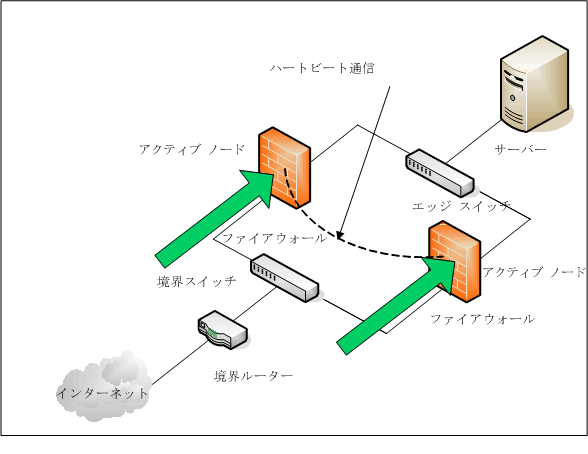 ハートビート通信
アクティブ ノード
サーバー
エッジ スイッチ
ファイアウォール
アクティブ ノード
境界スイッチ
ファイアウォール
境界ルーター
インターネット